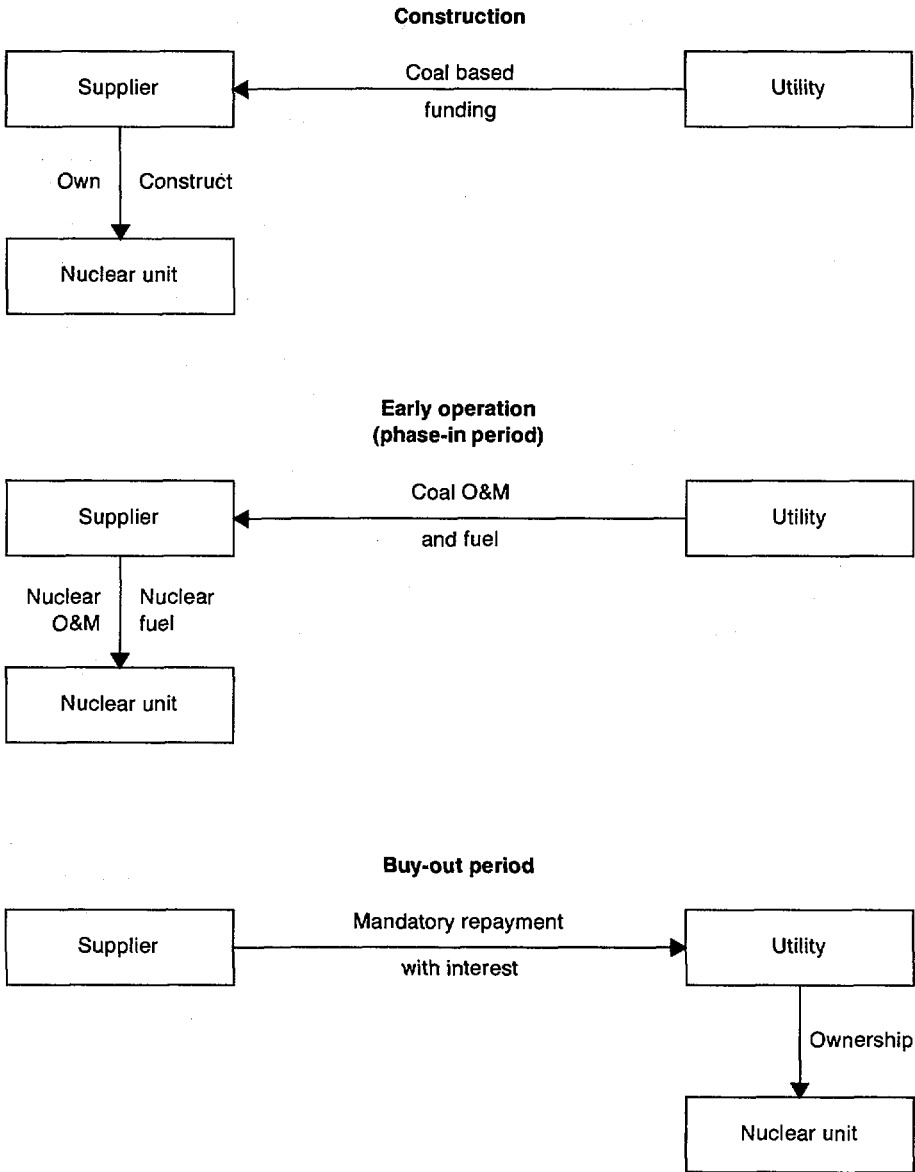 Construction
Supplier
Coal based
funding
Utility
Own
Construct
Nuclear unit
Early operation
(phase-in period)
Supplier
Coal O&M
and fuel
Utility
Nuclear
O&M
Nuclear
fuel
Nuclear unit
Buy-out period
Supplier
Mandatory repayment
with interest
Utility
Ownership
Nuclear unit